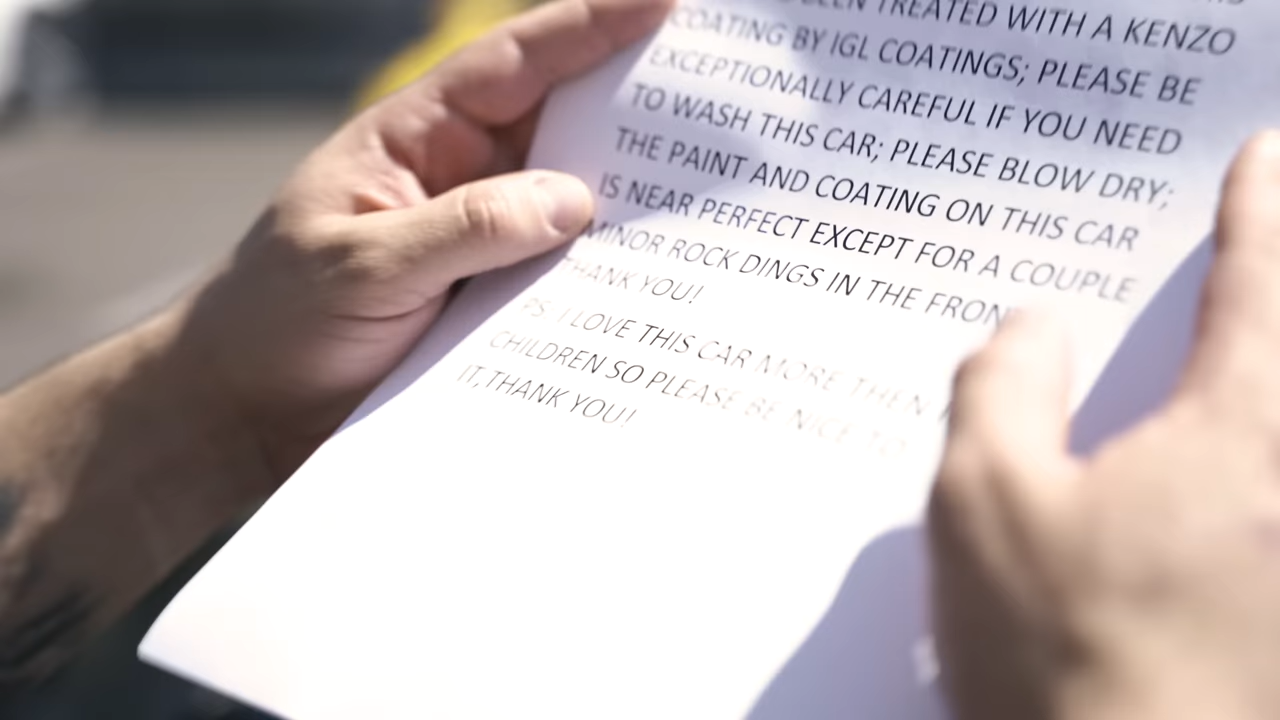 BEEN TREATED WITH A KENZO
COATING BY IGL COATINGS; PLEASE BE
EXCEPTIONALLY CAREFUL IF YOU NEED
TO WASH THIS CAR; PLEASE BLOW DRY;
THE PAINT AND COATING ON THIS CAR
IS NEAR PERFECT EXCEPT FOR A COUPLE
MINOR ROCK DINGS IN THE FRONT
THANK YOU!
PS. I LOVE THIS CAR MORE THEN
CHILDREN SO PLEASE BE NICE TO
IT,THANK YOU!